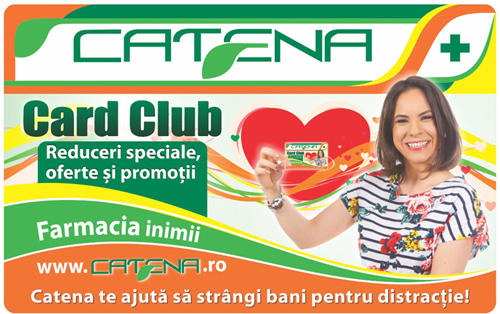 CATENA
Card Club
Reduceri speciale,
oferte și promoții
Farmacia inimii
www.CATENA.ro
Catena te ajută să strângi bani pentru distracție!